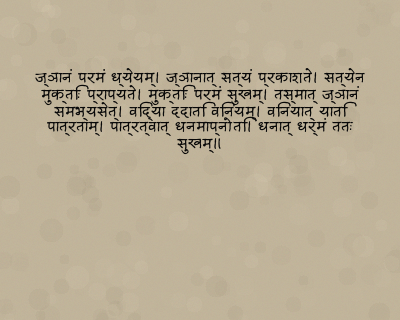 ज्ञानं परमं ध्येयम्। ज्ञानात् सत्यं प्रकाशते। सत्येन
मुक्तिः प्राप्यते। मुक्तिः परमं सुखम्। तस्मात् ज्ञानं
समभ्यसेत्। विद्या ददाति विनयम्। विनयात् याति
पात्रताम्। पात्रत्वात् धनमाप्नोति। धनात् धर्मं ततः
सुखम्॥